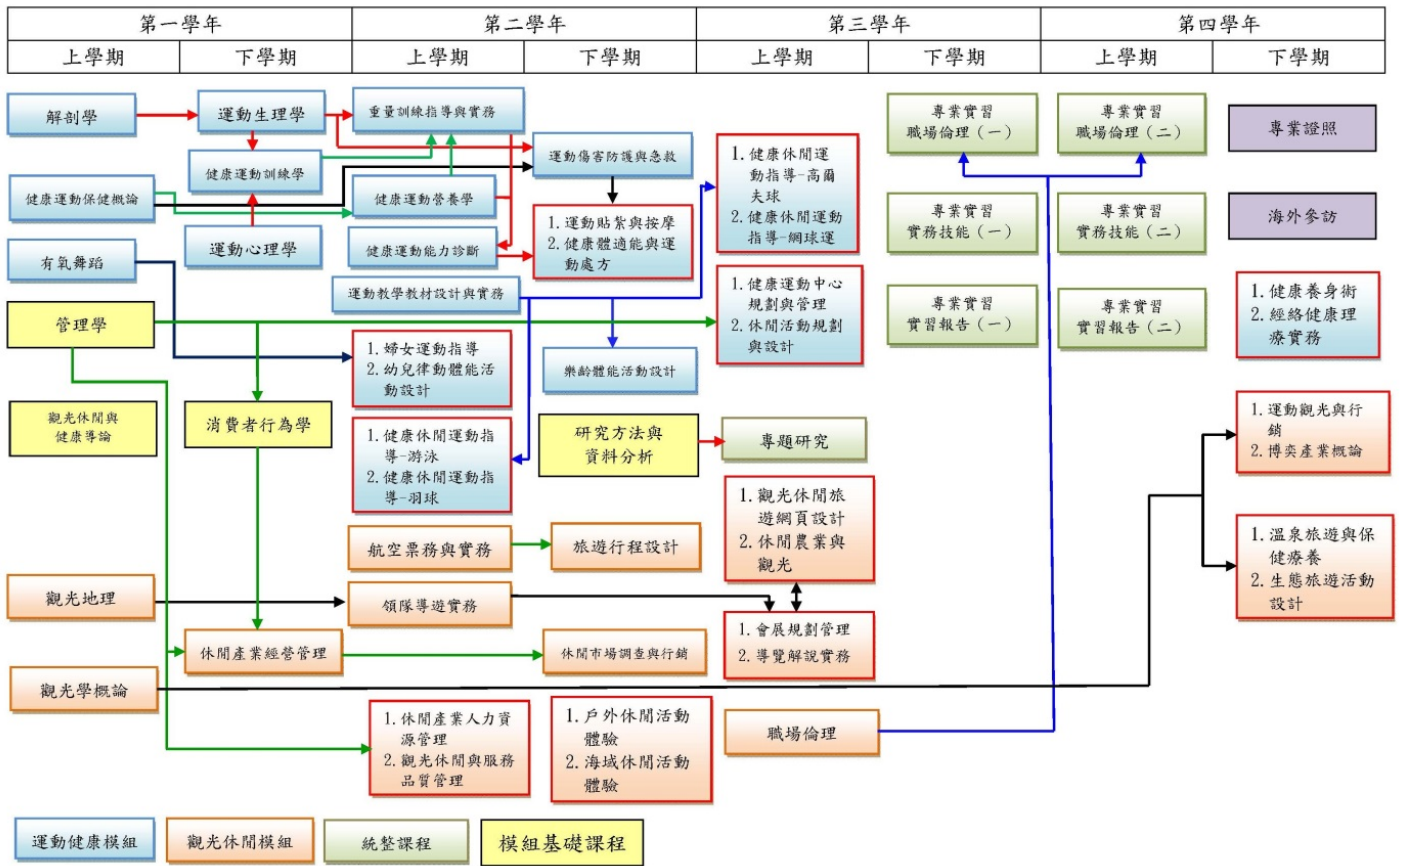 第一學年
第二學年
第三學年
第四學年
上學期
下學期
上學期
下學期
上學期
下學期
上學期
下學期
解剖學
運動生理學
重量訓練指導與實務
健康運動訓練學
運動傷害防護與急救
健康運動保健概論
健康運動營養學
運動心理學
健康運動能力診斷
1. 運動貼紮與按摩
2. 健康體適能與運
動處方
有氧舞蹈
運動教學教材設計與實務
1. 健康休閒運
動指導-高爾
夫球
2. 健康休閒運動
指導-網球運
專業實習
職場倫理(一)
專業實習
職場倫理(二)
專業證照
專業實習
實務技能(一)
專業實習
實務技能(二)
海外參訪
管理學
1. 健康運動中心
規劃與管理
2. 休閒活動規劃
與設計
專業實習
實習報告(一)
專業實習
實習報告(二)
1. 健康養身術
2. 經絡健康理
療實務
1. 婦女運動指導
2. 幼兒律動體能活
動設計
樂齡體能活動設計
觀光休閒與
健康導論
消費者行為學
1. 健康休閒運動指
導-游泳
2. 健康休閒運動指
導-羽球
研究方法與
資料分析
專題研究
1. 運動觀光與行
銷
2. 博奕產業概論
航空票務與實務
旅遊行程設計
1. 觀光休閒旅
遊網頁設計
2. 休閒農業與
觀光
1. 溫泉旅遊與保
健療養
2. 生態旅遊活動
設計
觀光地理
領隊導遊實務
休閒產業經營管理
休閒市場調查與行銷
1. 會展規劃管理
2. 導覽解說實務
觀光學概論
1. 休閒產業人力資
源管理
2. 觀光休閒與服務
品質管理
1. 戶外休閒活動
體驗
2. 海域休閒活動
體驗
職場倫理
運動健康模組
觀光休閒模組
統整課程
模組基礎課程